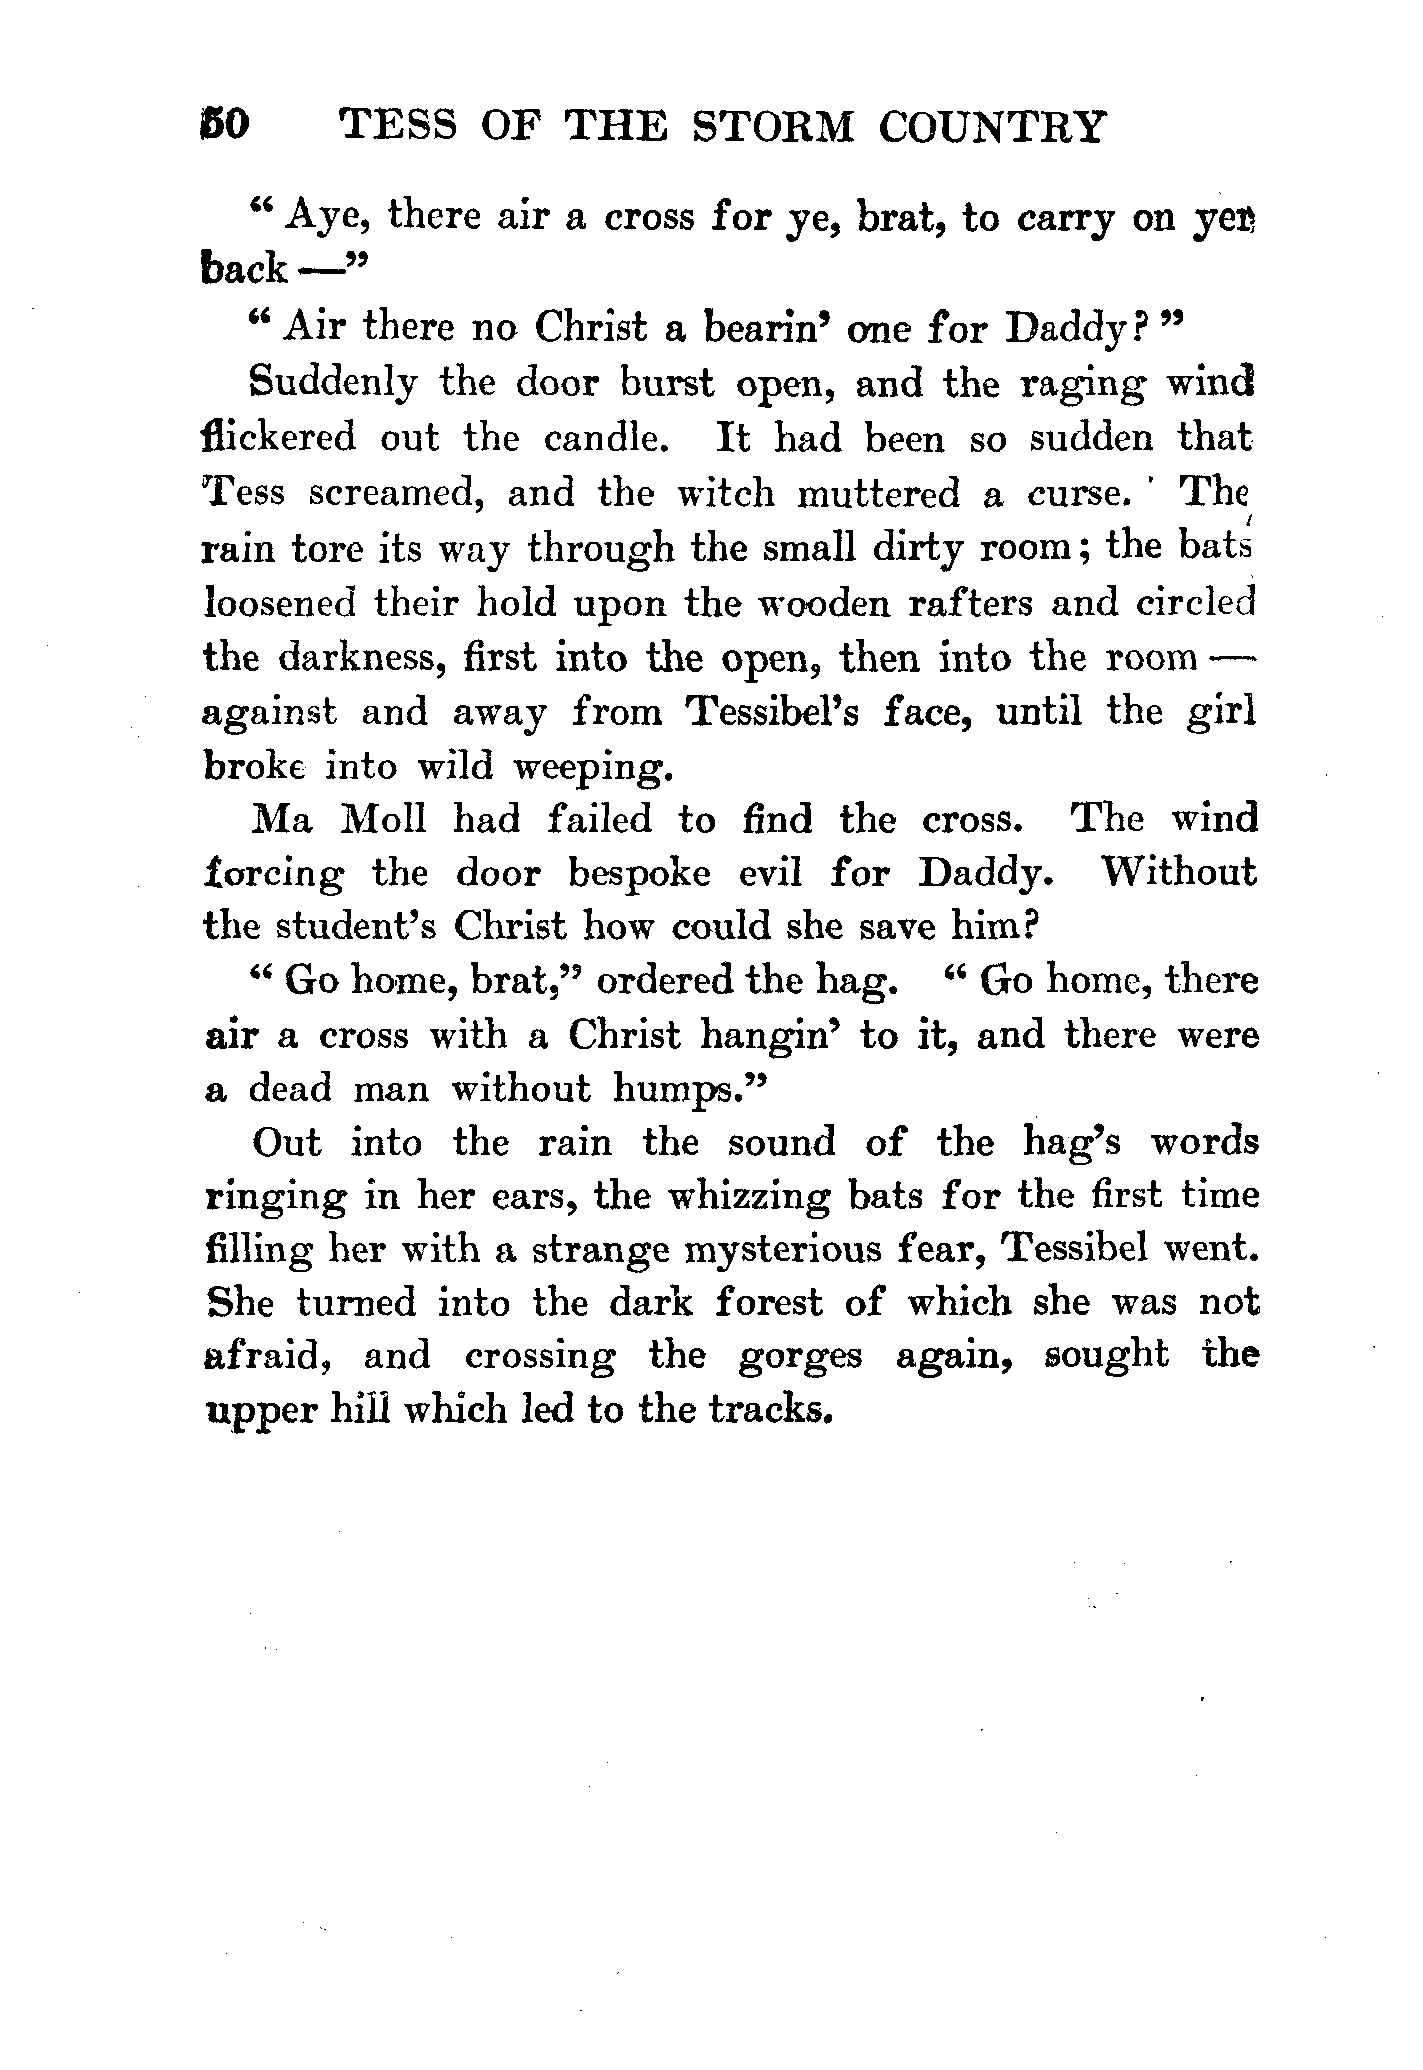 50 TESS OF THE STORM COUNTRY
“Aye, there air a cross for ye, brat, to carry on yer
back —”
“Air there no Christ a bearin’ one for Daddy?”
Suddenly the door burst open, and the raging wind
flickered out the candle. It had been so sudden that
Tess screamed, and the witch muttered a curse. The
rain tore its way through the small dirty room; the bats
loosened their hold upon the wooden rafters and circled
the darkness, first into the open, then into the room —
against and away from Tessibel’s face, until the girl
broke into wild weeping.
Ma Moll had failed to find the cross. The wind
forcing the door bespoke evil for Daddy. Without
the student’s Christ how could she save him?
“Go home, brat,” ordered the hag. “Go home, there
air a cross with a Christ hangin’ to it, and there were
a dead man without humps.”
Out into the rain the sound of the hag’s words
ringing in her ears, the whizzing bats for the first time
filling her with a strange mysterious fear, Tessibel went.
She turned into the dark forest of which she was not
afraid, and crossing the gorges again, sought the
upper hill which led to the tracks.